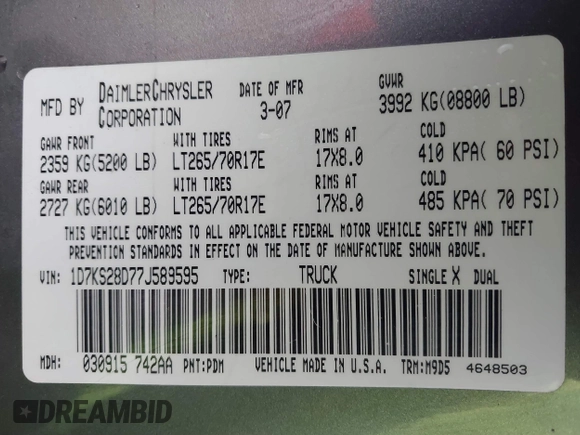 MFD BY DAIMLERCHRYSLER CORPORATION DATE OF MFR 3-07 GVWR 3992 KG(08800 LB)
GAWR FRONT WITH TIRES RIMS AT COLD
2359 KG(5200 LB) LT265/70R17E 17X8.0 410 KPA( 60 PSI)
GAWR REAR WITH TIRES RIMS AT COLD
2727 KG(6010 LB) LT265/70R17E 17X8.0 485 KPA( 70 PSI)
THIS VEHICLE CONFORMS TO ALL APPLICABLE FEDERAL MOTOR VEHICLE SAFETY AND THEFT
PREVENTION STANDARDS IN EFFECT ON THE DATE OF MANUFACTURE SHOWN ABOVE.
VIN: 1D7KS28D77J589595 TYPE: TRUCK SINGLE X DUAL
MDH: 030915 742AA PNT:PDM VEHICLE MADE IN U.S.A TRM:M9D5 4648503
DREAMBID